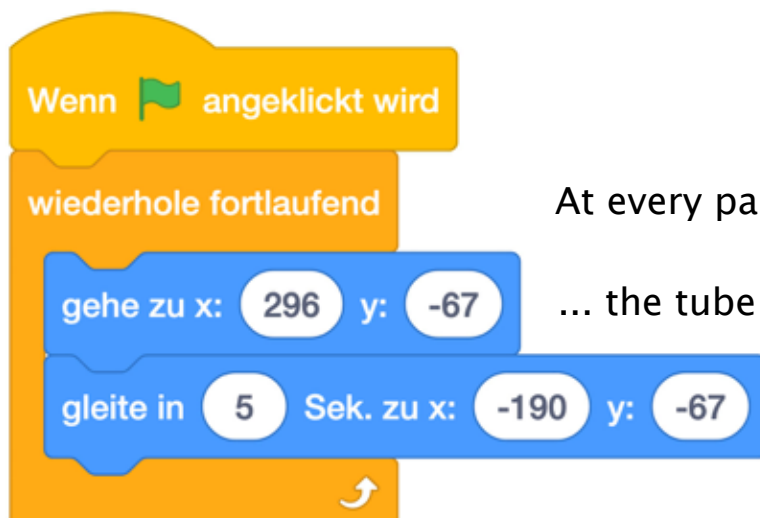 Wenn angeklickt wird
wiederhole fortlaufend
At every pa
gehe zu x: 296 y: -67
... the tube
gleite in 5 Sek. zu x: -190 y: -67